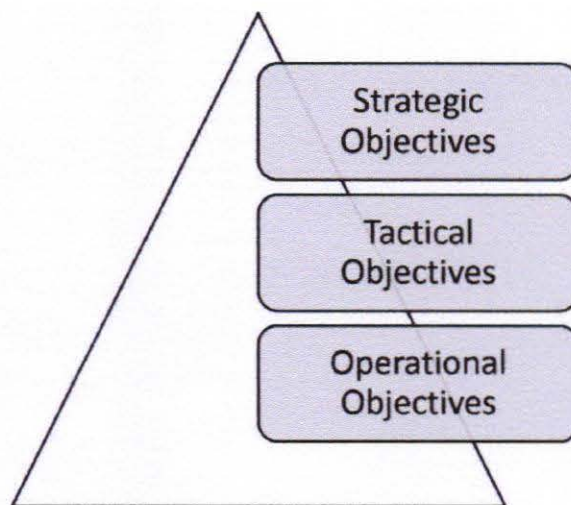 Strategic
Objectives
Tactical
Objectives
Operational
Objectives